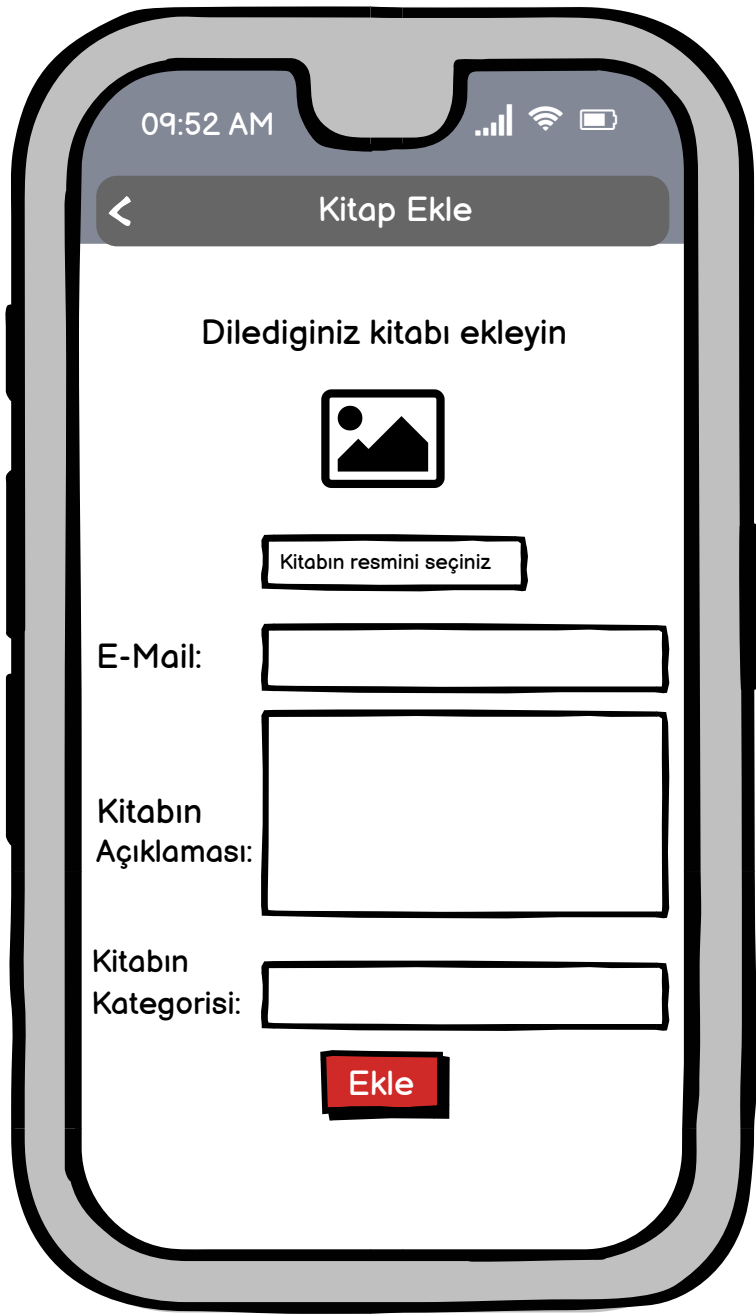 09:52 AM
Kitap Ekle
Dilediginiz kitabı ekleyin
Kitabın resmini seçiniz
E-Mail:
Kitabın
Açıklaması:
Kitabın
Kategorisi:
Ekle